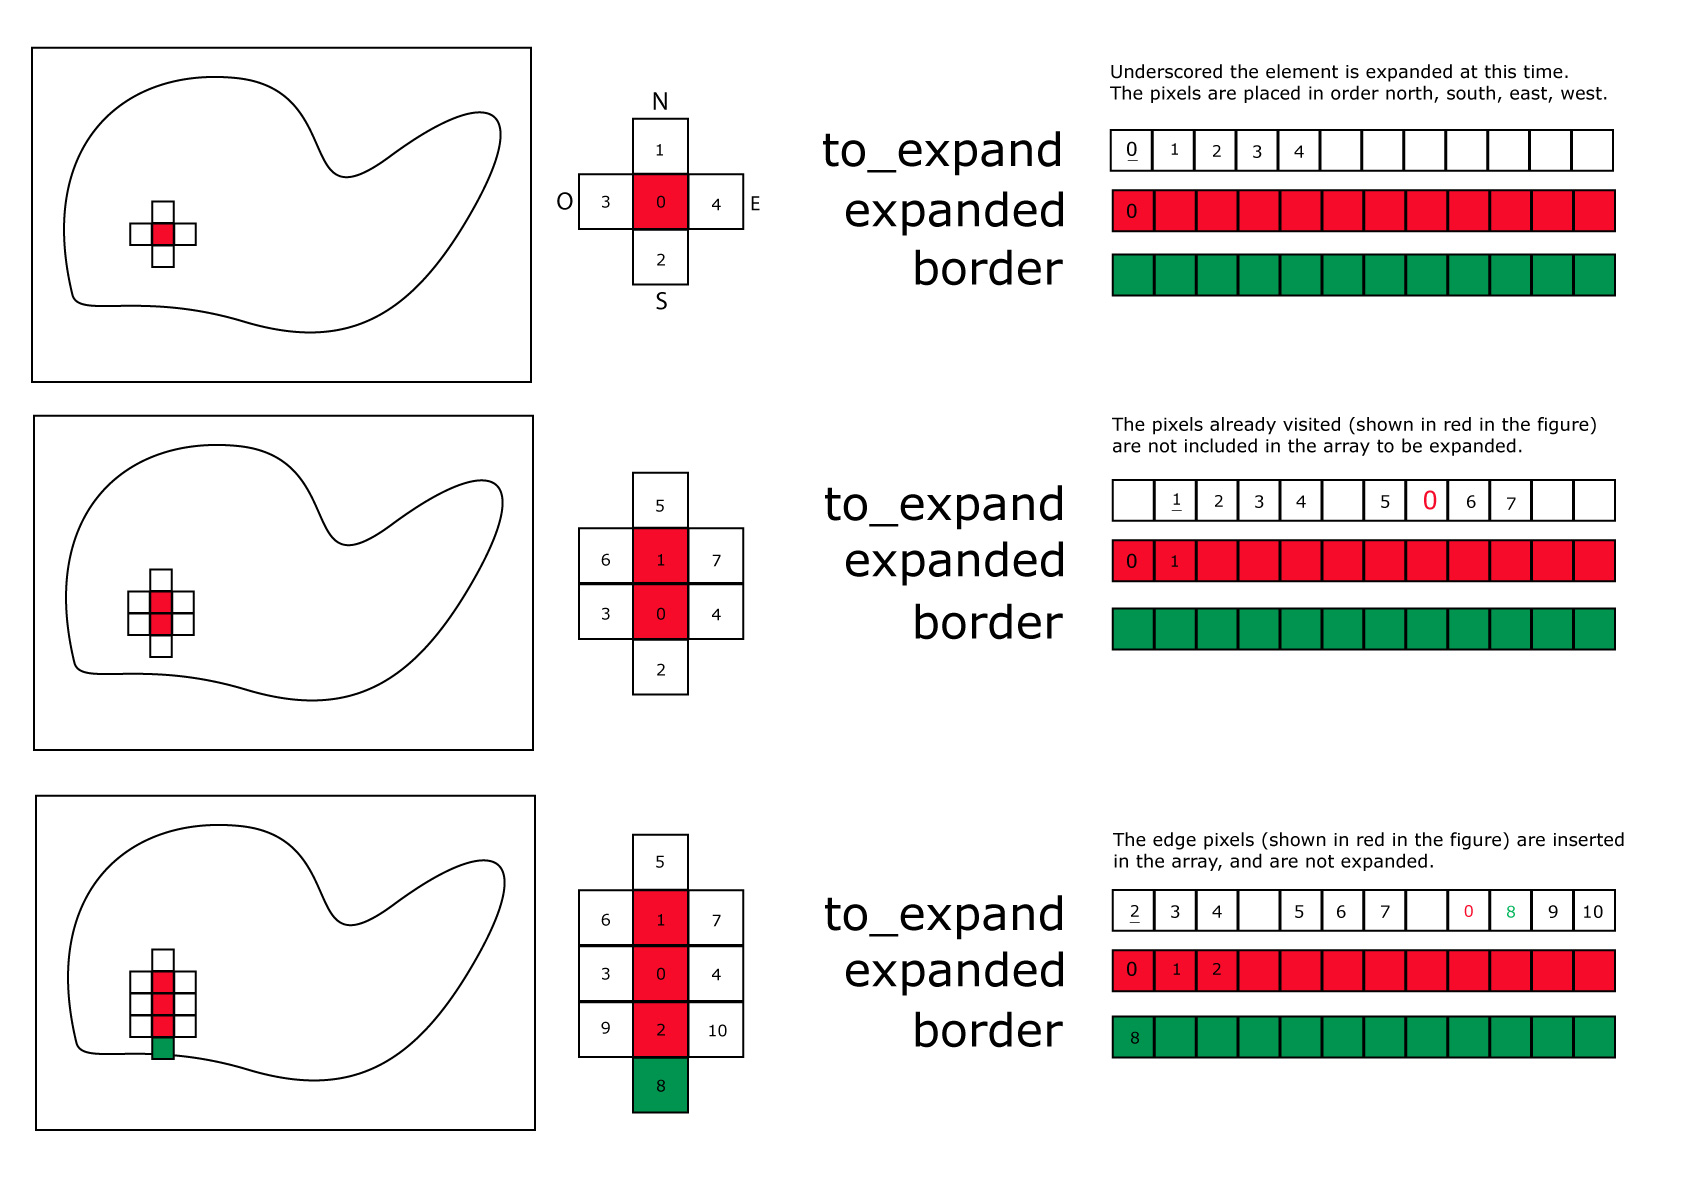 Underscored the element is expanded at this time.
The pixels are placed in order north, south, east, west.
N
1
O 3 0 4 E
2
S
to_expand 0 1 2 3 4
expanded 0
border
The pixels already visited (shown in red in the figure)
are not included in the array to be expanded.
5
6 1 7
3 0 4
2
to_expand 1 2 3 4 5 0 6 7
expanded 0 1
border
The edge pixels (shown in red in the figure) are inserted
in the array, and are not expanded.
5
6 1 7
3 0 4
9 2 10
8
to_expand 2 3 4 5 6 7 0 8 9 10
expanded 0 1 2
border 8